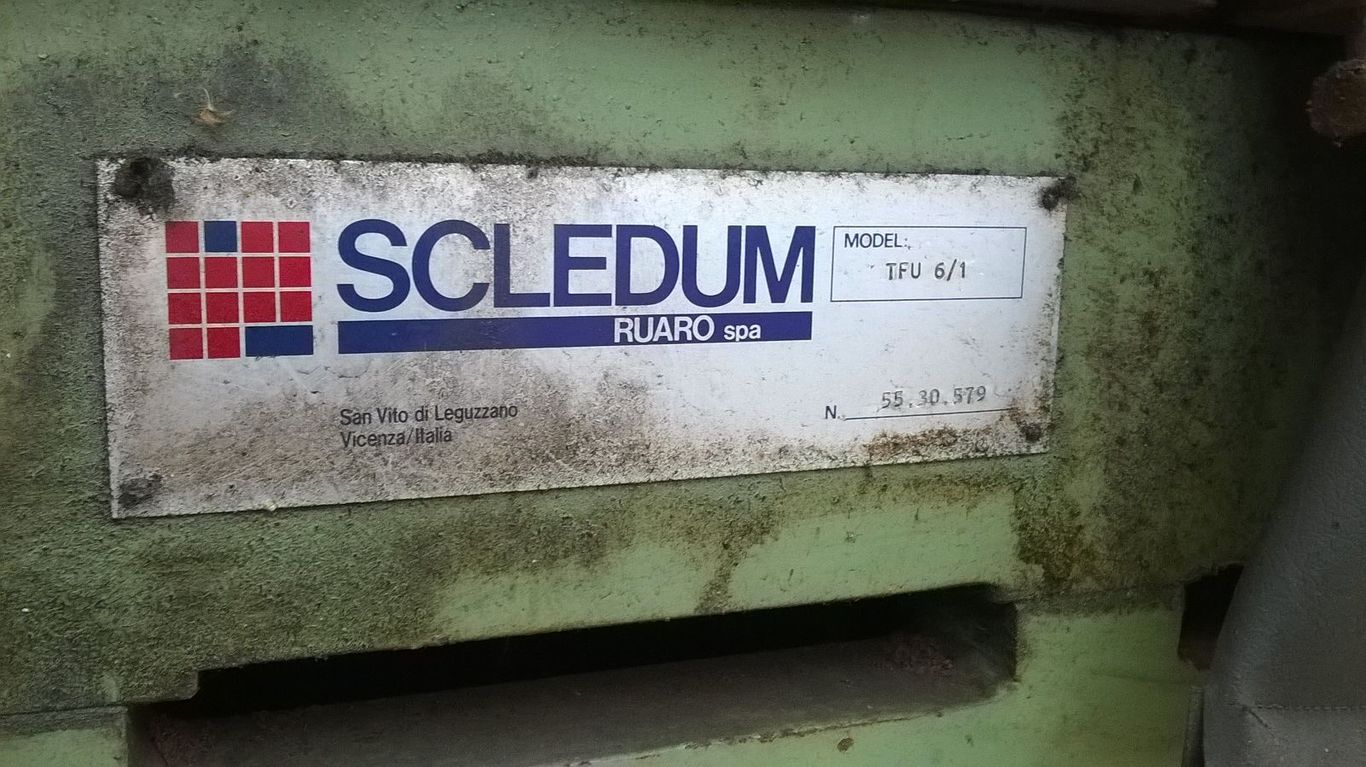 SCLEDUM
RUARO spa
MODEL:
TFU 6/1
San Vito di Leguzzano
Vicenza/Italia
N. 55.30.579